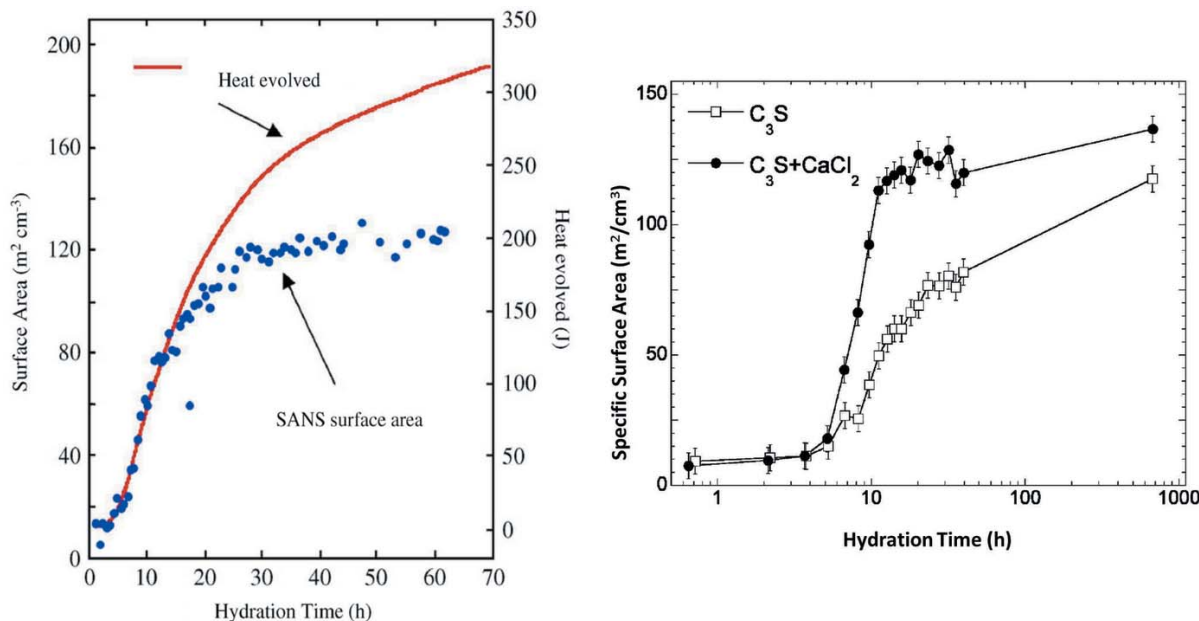 200
160
120
80
40
0
Surface Area (m² cm⁻³)
Heat evolved
SANS surface area
350
300
250
200
150
100
50
0
Heat evolved (J)
0 10 20 30 40 50 60 70
Hydration Time (h)
150
100
50
0
Specific Surface Area (m²/cm³)
C₃S
C₃S+CaCl₂
1 10 100 1000
Hydration Time (h)